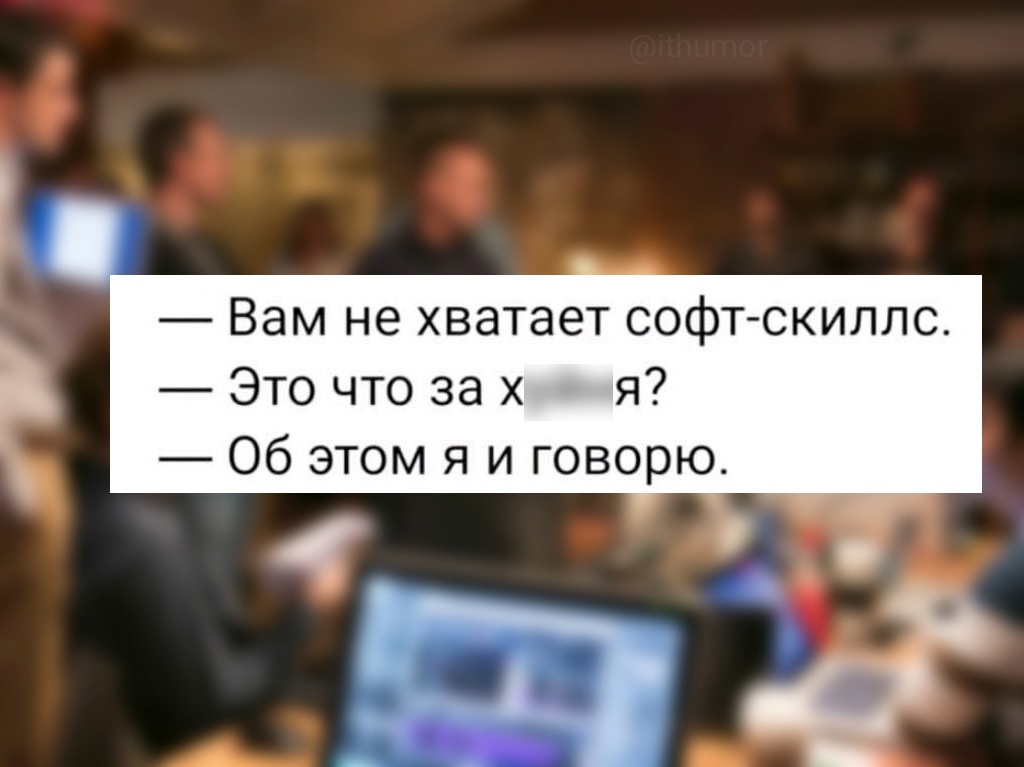 @ithumor
— Вам не хватает софт-скиллс.
— Это что за х я?
— Об этом я и говорю.